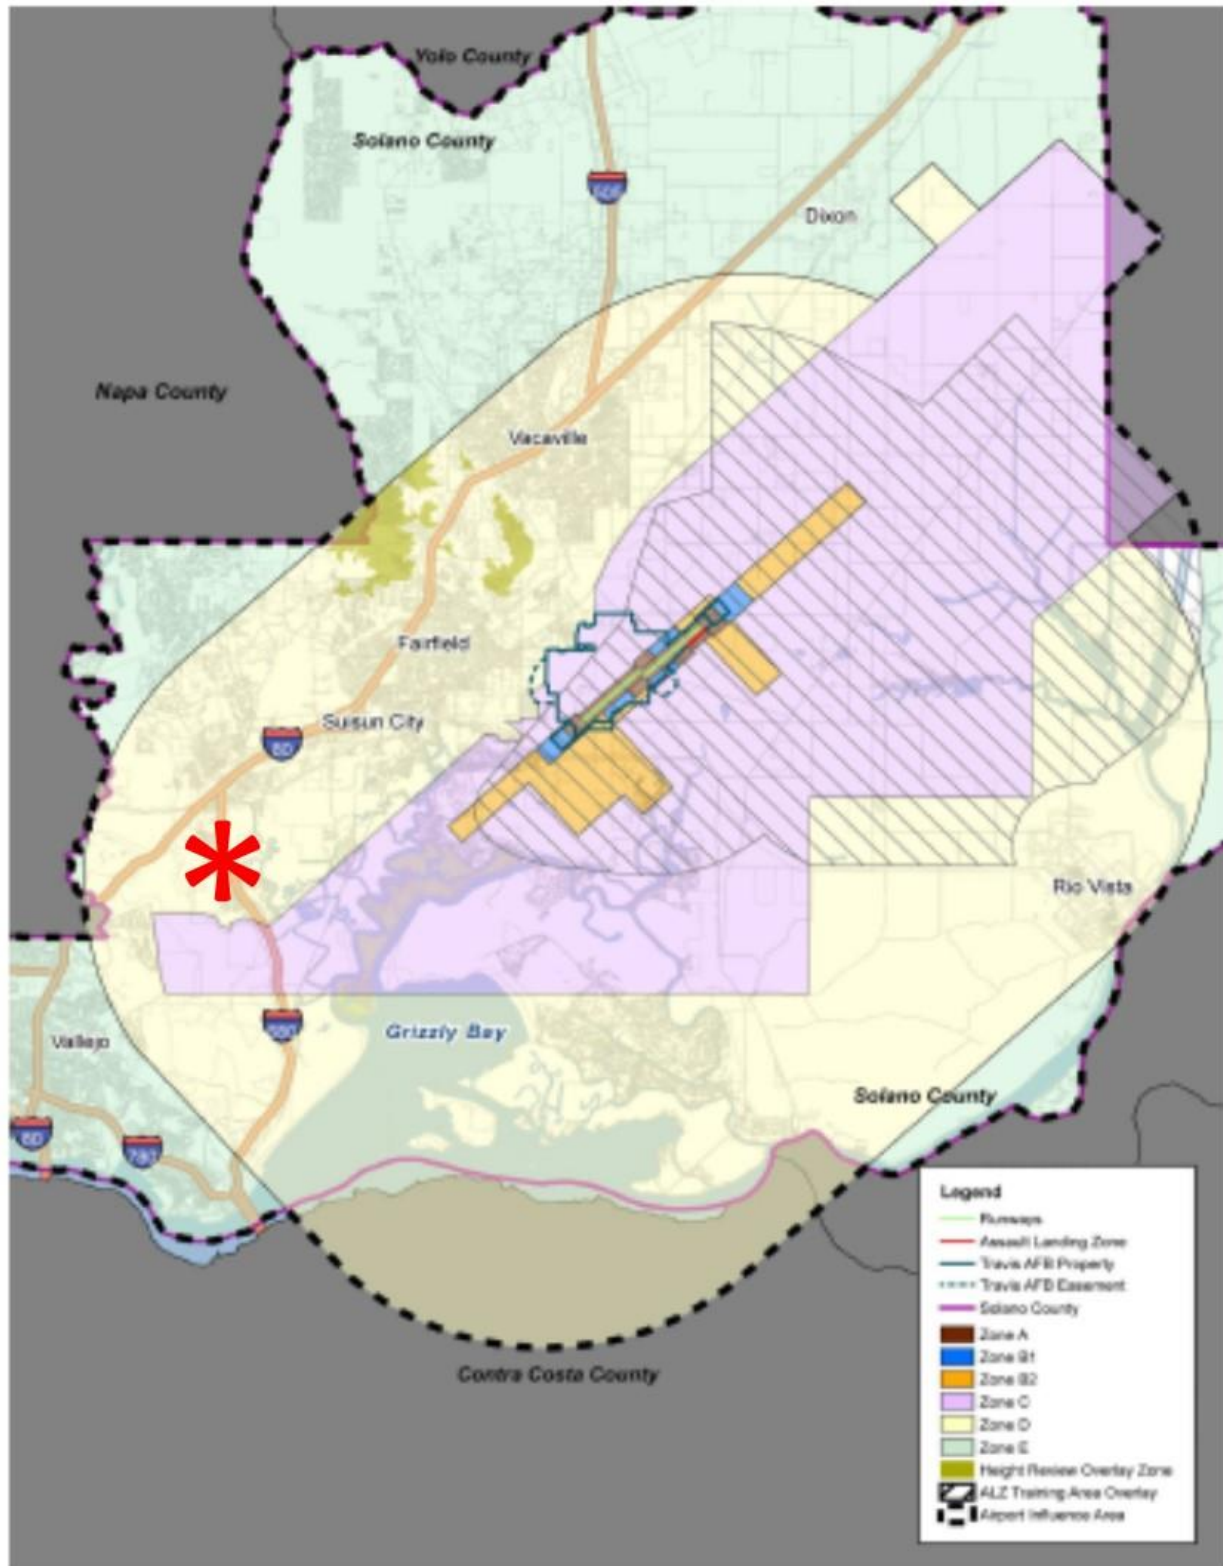 Yolo County
Solano County
505
Dixon
Napa County
Vacaville
Fairfield
Suisun City
80
Rio Vista
680
Grizzly Bay
Vallejo
Solano County
80
780
Contra Costa County
Legend
Runways
Assault Landing Zone
Travis AFB Property
Travis AFB Easement
Solano County
Zone A
Zone B1
Zone B2
Zone C
Zone D
Zone E
Height Review Overlay Zone
ALZ Training Area Overlay
Airport Influence Area